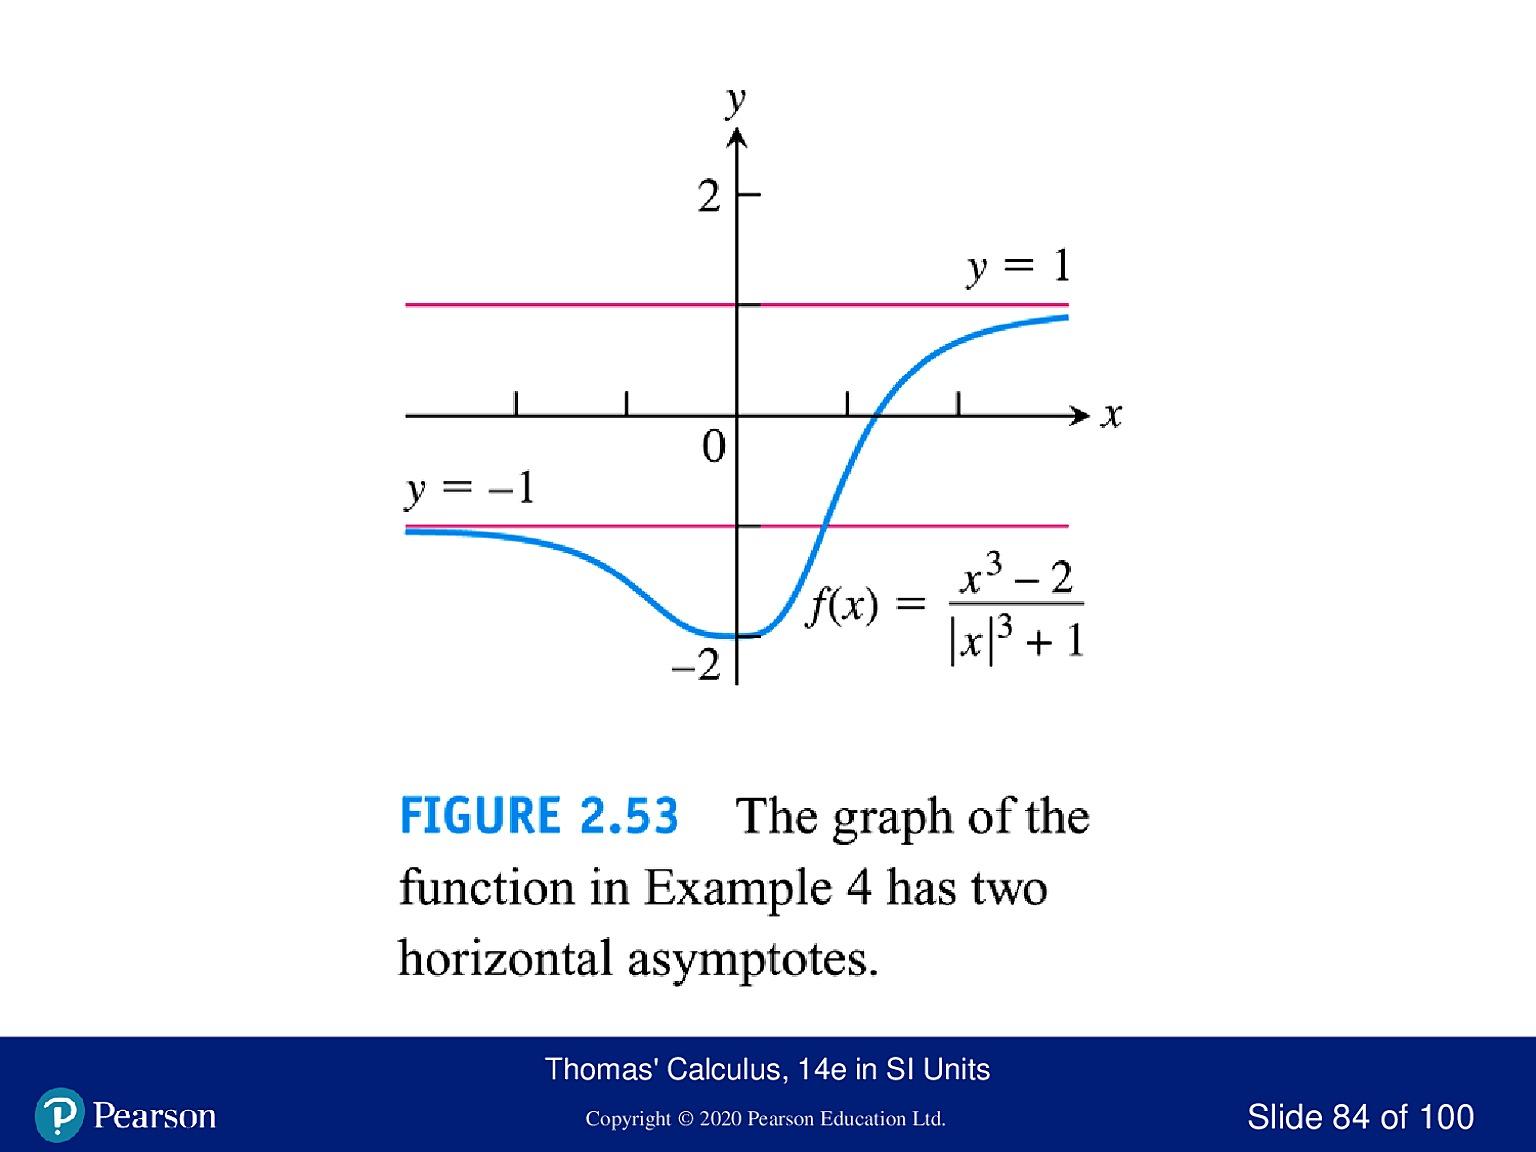 y
2
y = 1
x
0
y = −1
f(x) = x³ − 2 / |x|³ + 1
−2
FIGURE 2.53 The graph of the
function in Example 4 has two
horizontal asymptotes.
Thomas' Calculus, 14e in SI Units
Pearson
Copyright © 2020 Pearson Education Ltd.
Slide 84 of 100